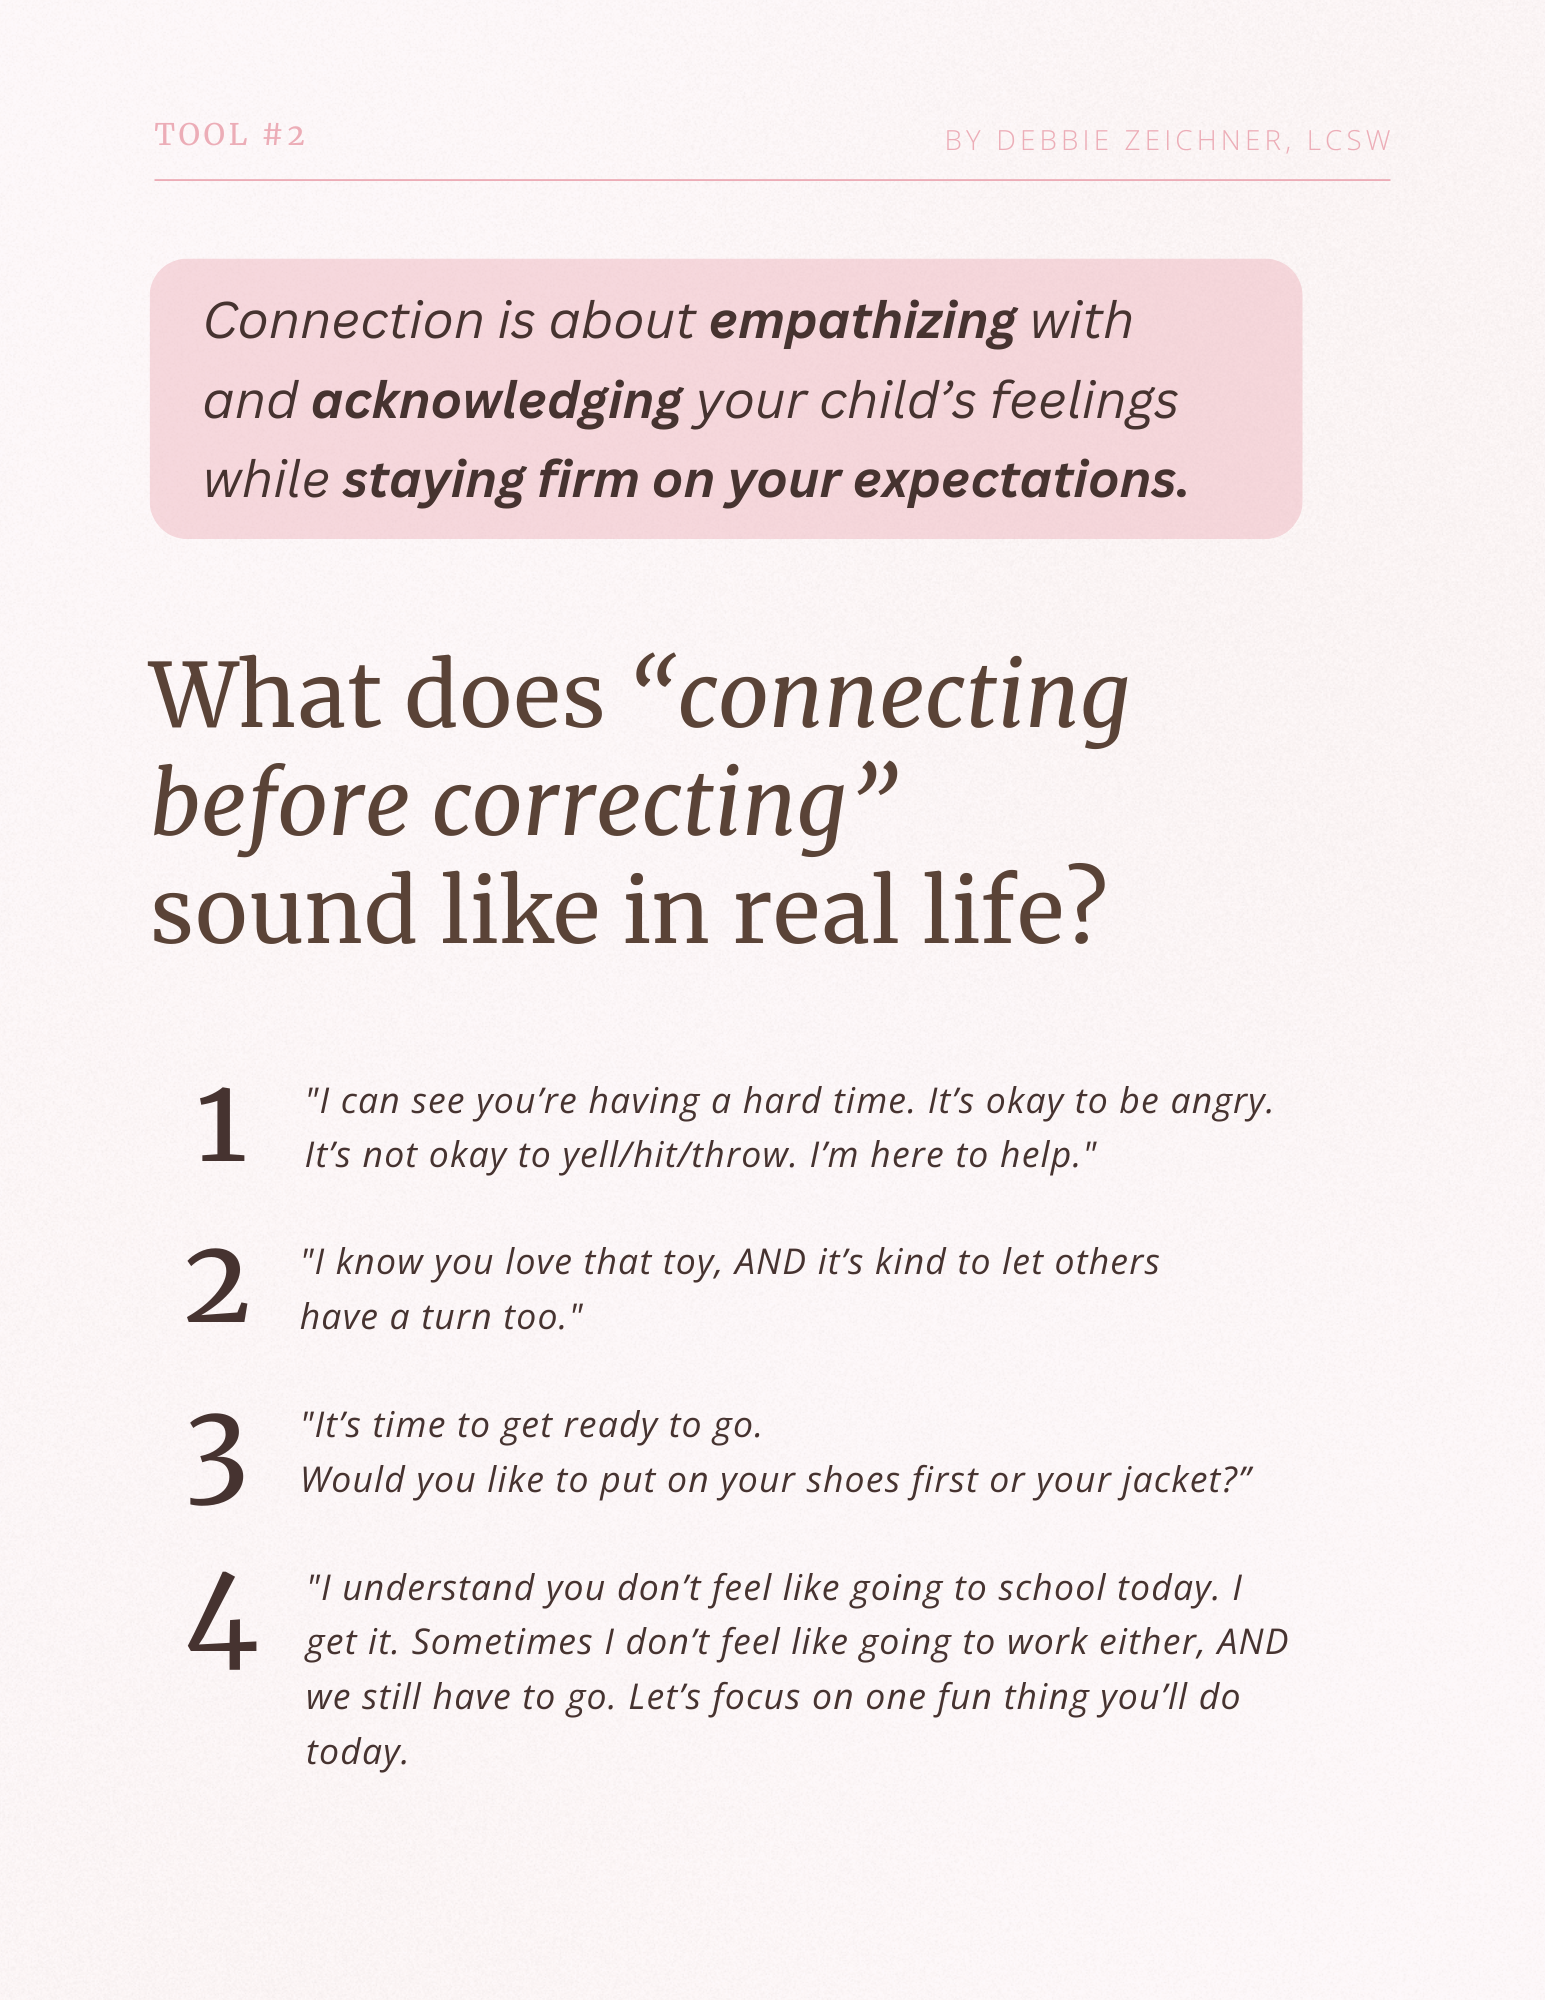 TOOL #2
BY DEBBIE ZEICHNER, LCSW
Connection is about empathizing with
and acknowledging your child’s feelings
while staying firm on your expectations.
What does “connecting
before correcting”
sound like in real life?
1
"I can see you’re having a hard time. It’s okay to be angry.
It’s not okay to yell/hit/throw. I’m here to help."
2
"I know you love that toy, AND it’s kind to let others
have a turn too."
3
"It’s time to get ready to go.
Would you like to put on your shoes first or your jacket?”
4
"I understand you don’t feel like going to school today. I
get it. Sometimes I don’t feel like going to work either, AND
we still have to go. Let’s focus on one fun thing you’ll do
today.